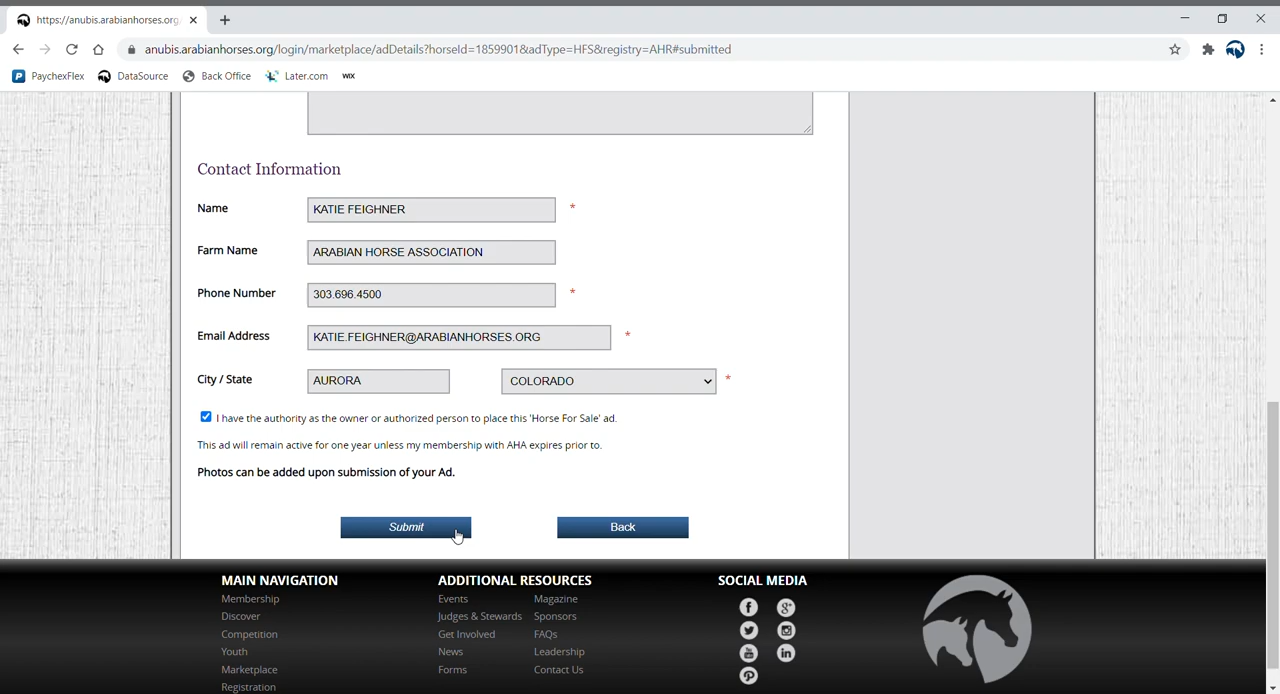 https://anubis.arabianhorses.org
anubis.arabianhorses.org/login/marketplace/adDetails?horseId=1859901&adType=HFS&registry=AHR#submitted
P PaychexFlex DataSource Back Office Later.com WIX
Contact Information
Name KATIE FEIGHNER *
Farm Name ARABIAN HORSE ASSOCIATION
Phone Number 303.696.4500 *
Email Address KATIE.FEIGHNER@ARABIANHORSES.ORG *
City / State AURORA COLORADO *
I have the authority as the owner or authorized person to place this 'Horse For Sale' ad.
This ad will remain active for one year unless my membership with AHA expires prior to.
Photos can be added upon submission of your Ad.
Submit Back
MAIN NAVIGATION ADDITIONAL RESOURCES SOCIAL MEDIA
Membership Events Magazine
Discover Judges & Stewards Sponsors
Competition Get Involved FAQs
Youth News Leadership
Marketplace Forms Contact Us
Registration